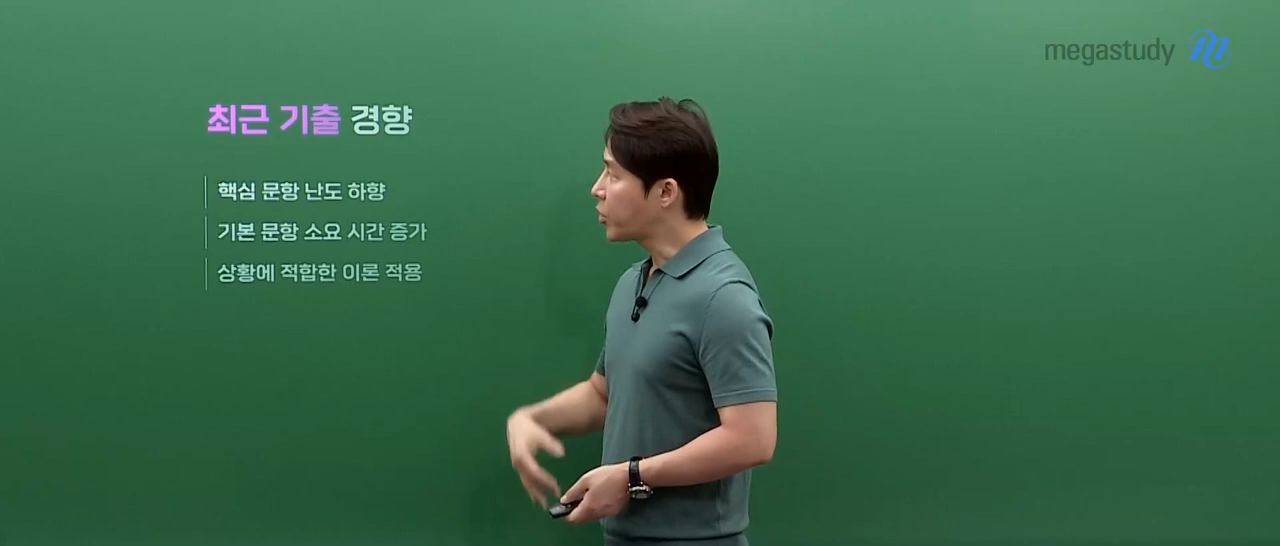 megastudy
최근 기출 경향
핵심 문항 난도 하향
기본 문항 소요 시간 증가
상황에 적합한 이론 적용